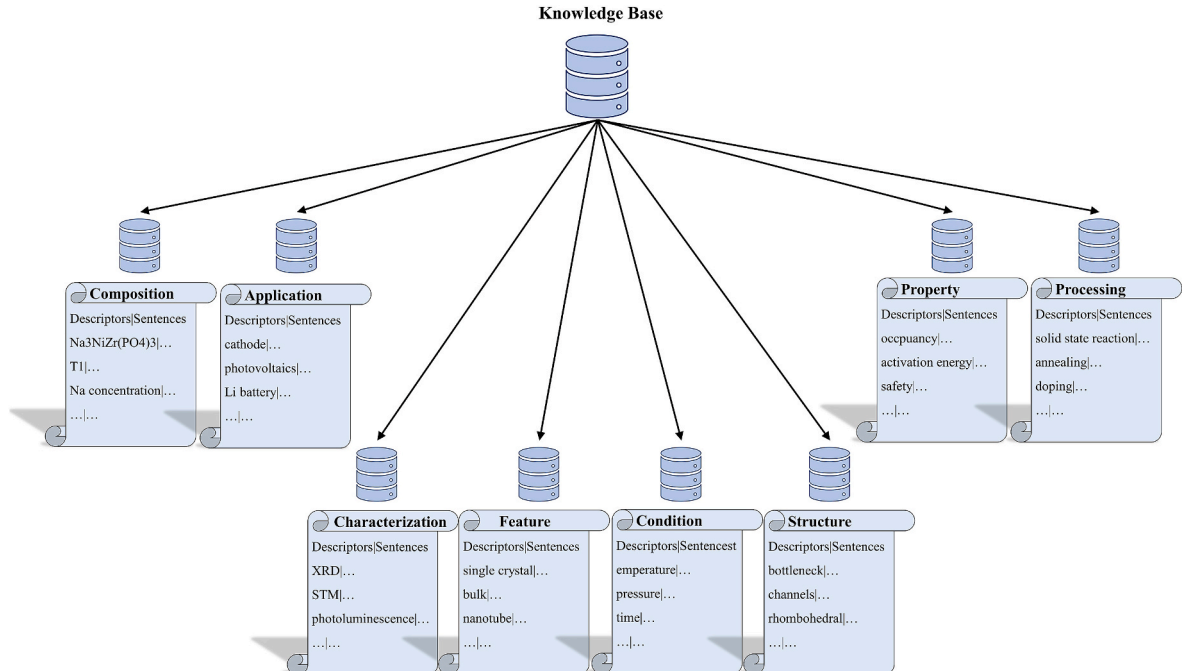 Knowledge Base
Composition
Descriptors|Sentences
Na3NiZr(PO4)3|...
T1|...
Na concentration|...
...|...
Application
Descriptors|Sentences
cathode|...
photovoltaics|...
Li battery|...
...|...
Property
Descriptors|Sentences
occpuancy|...
activation energy|...
safety|...
...|...
Processing
Descriptors|Sentences
solid state reaction|...
annealing|...
doping|...
...|...
Characterization
Descriptors|Sentences
XRD|...
STM|...
photoluminescence|...
...|...
Feature
Descriptors|Sentences
single crystal|...
bulk|...
nanotube|...
...|...
Condition
Descriptors|Sentencest
emperature|...
pressure|...
time|...
...|...
Structure
Descriptors|Sentences
bottleneck|...
channels|...
rhombohedral|...
...|...